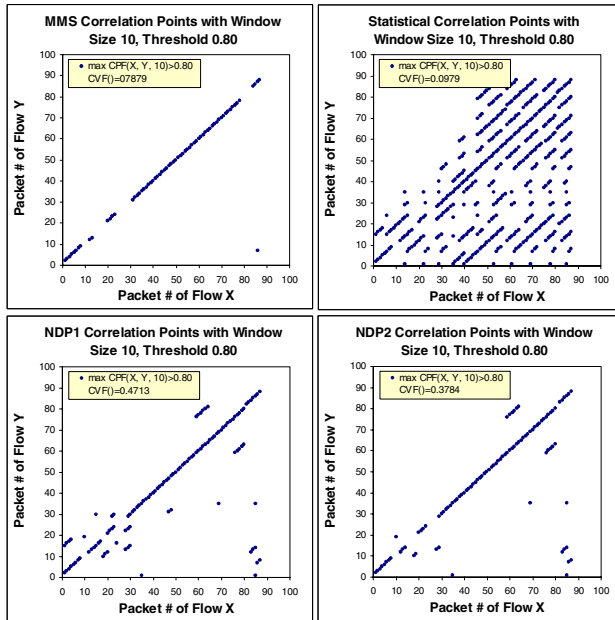 MMS Correlation Points with Window
Size 10, Threshold 0.80
max CPF(X, Y, 10)>0.80
CVF()=07879
Packet # of Flow Y
100
90
80
70
60
50
40
30
20
10
0
0 10 20 30 40 50 60 70 80 90 100
Packet # of Flow X
Statistical Correlation Points with
Window Size 10, Threshold 0.80
max CPF(X, Y, 10)>0.80
CVF()=0.0979
Packet # of Flow Y
100
90
80
70
60
50
40
30
20
10
0
0 10 20 30 40 50 60 70 80 90 100
Packet # of Flow X
NDP1 Correlation Points with Window
Size 10, Threshold 0.80
max CPF(X, Y, 10)>0.80
CVF()=0.4713
Packet # of Flow Y
100
90
80
70
60
50
40
30
20
10
0
0 10 20 30 40 50 60 70 80 90 100
Packet # of Flow X
NDP2 Correlation Points with Window
Size 10, Threshold 0.80
max CPF(X, Y, 10)>0.80
CVF()=0.3784
Packet # of Flow Y
100
90
80
70
60
50
40
30
20
10
0
0 10 20 30 40 50 60 70 80 90 100
Packet # of Flow X